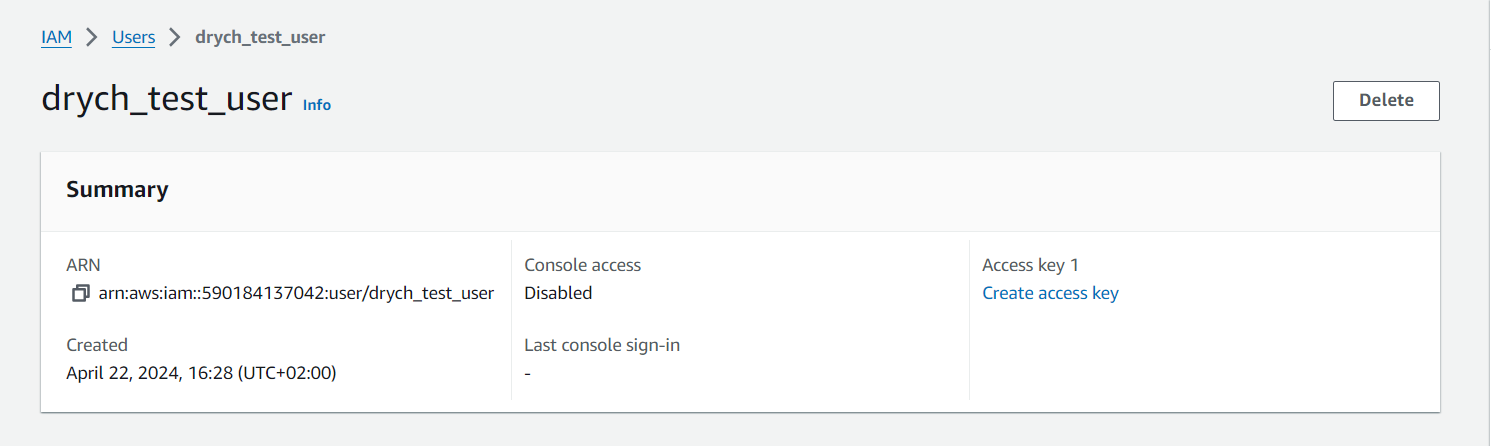 IAM > Users > drych_test_user
drych_test_user Info
Delete
Summary
ARN
arn:aws:iam::590184137042:user/drych_test_user
Created
April 22, 2024, 16:28 (UTC+02:00)
Console access
Disabled
Last console sign-in
-
Access key 1
Create access key